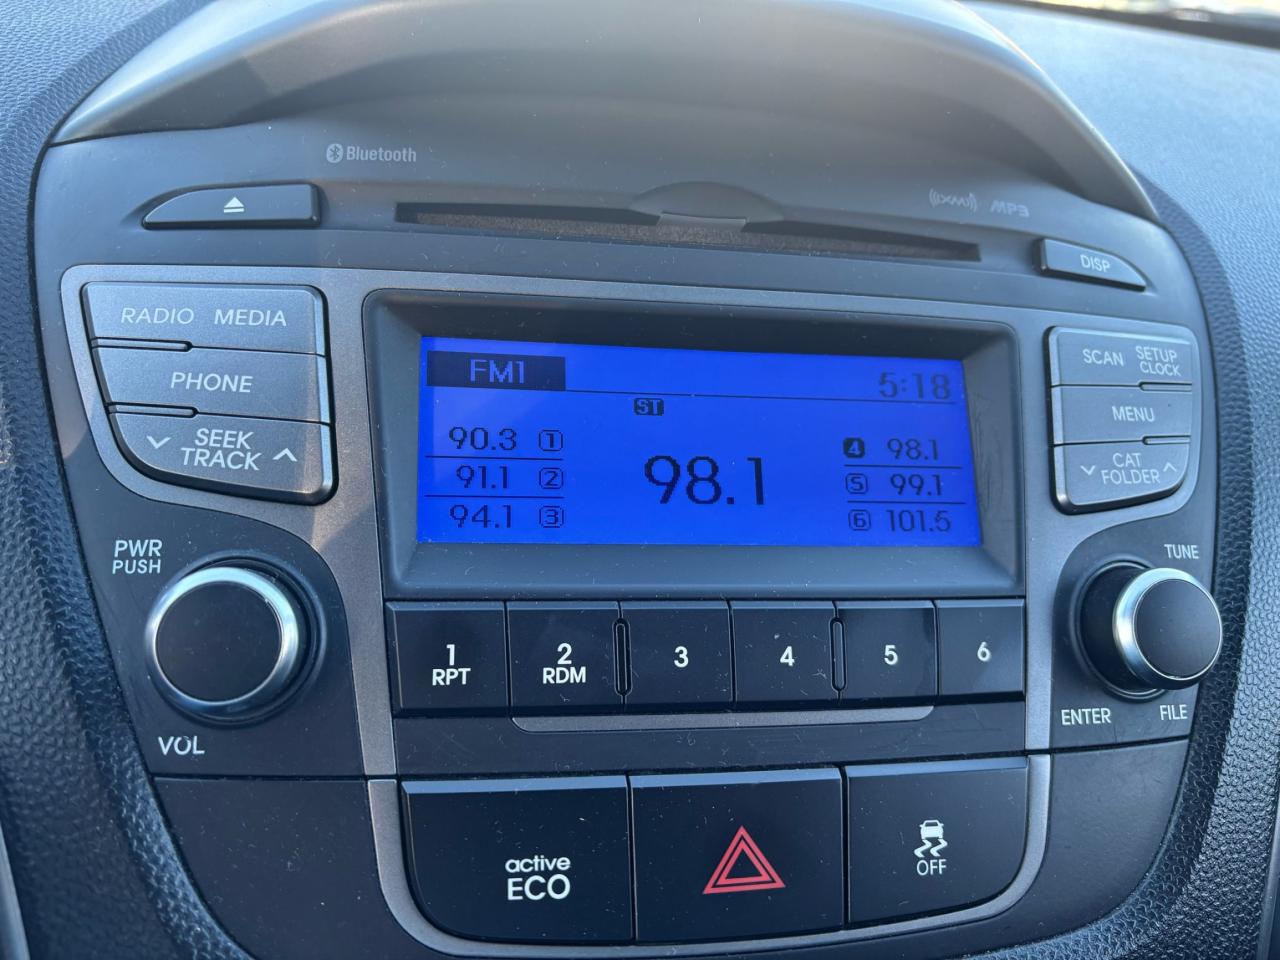 Bluetooth
XM MP3
DISP
RADIO MEDIA
PHONE
SEEK
TRACK
FM1 5:18
ST
90.3 1
91.1 2
94.1 3
98.1
4 98.1
5 99.1
6 101.5
SCAN SETUP
CLOCK
MENU
CAT
FOLDER
PWR
PUSH
VOL
TUNE
ENTER FILE
1
RPT
2
RDM
3
4
5
6
active
ECO
OFF